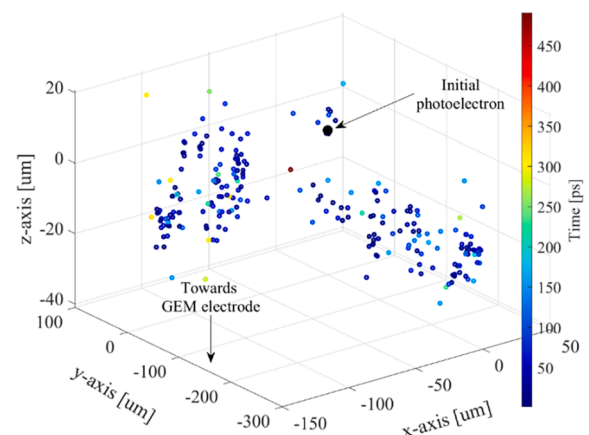 Initial
photoelectron
Towards
GEM electrode
z-axis [um]
20
0
-20
-40
y-axis [um]
100
0
-100
-200
-300
x-axis [um]
-150
-100
-50
0
50
Time [ps]
450
400
350
300
250
200
150
100
50